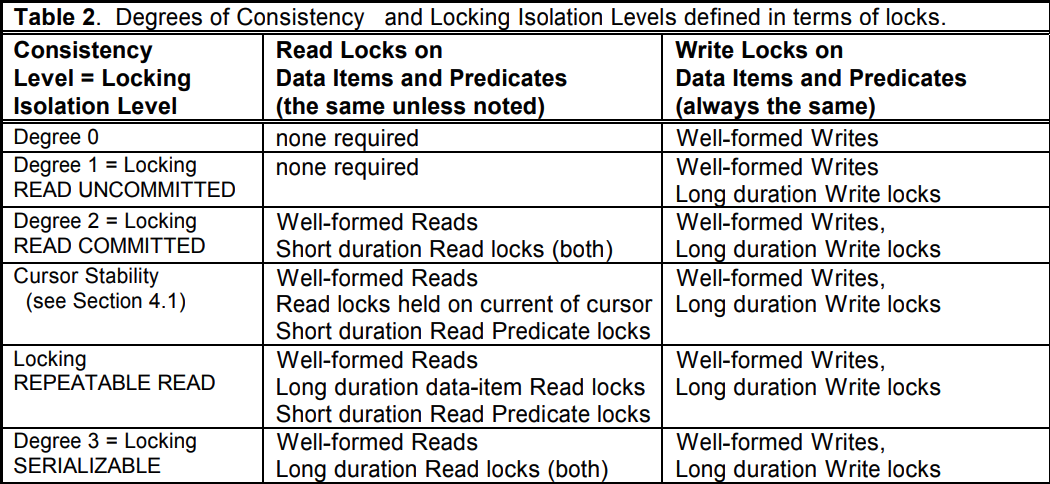 Table 2. Degrees of Consistency and Locking Isolation Levels defined in terms of locks.
Consistency
Level = Locking
Isolation Level
Read Locks on
Data Items and Predicates
(the same unless noted)
Write Locks on
Data Items and Predicates
(always the same)
Degree 0
none required
Well-formed Writes
Degree 1 = Locking
READ UNCOMMITTED
none required
Well-formed Writes
Long duration Write locks
Degree 2 = Locking
READ COMMITTED
Well-formed Reads
Short duration Read locks (both)
Well-formed Writes,
Long duration Write locks
Cursor Stability
(see Section 4.1)
Well-formed Reads
Read locks held on current of cursor
Short duration Read Predicate locks
Well-formed Writes,
Long duration Write locks
Locking
REPEATABLE READ
Well-formed Reads
Long duration data-item Read locks
Short duration Read Predicate locks
Well-formed Writes,
Long duration Write locks
Degree 3 = Locking
SERIALIZABLE
Well-formed Reads
Long duration Read locks (both)
Well-formed Writes,
Long duration Write locks